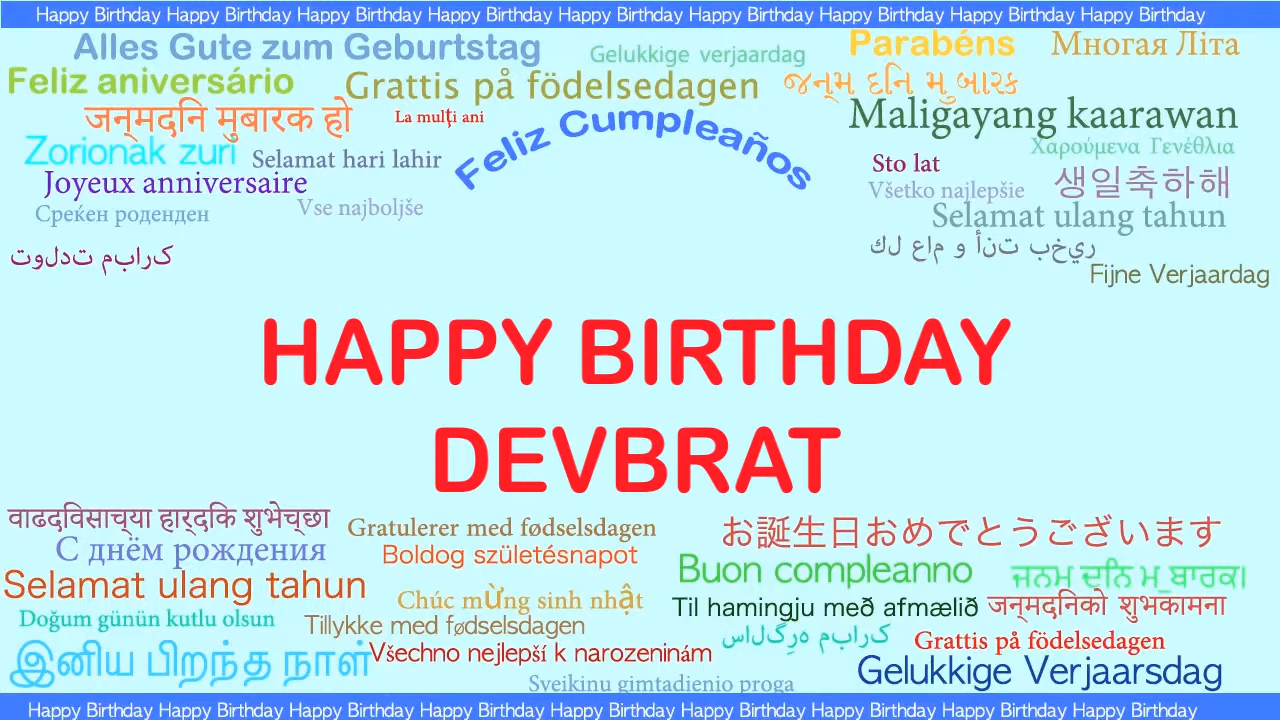 Happy Birthday Happy Birthday Happy Birthday Happy Birthday Happy Birthday Happy Birthday Happy Birthday Happy Birthday Happy Birthday
Alles Gute zum Geburtstag
Gelukkige verjaardag
Parabéns
Многая Літа
Feliz aniversário
Grattis på födelsedagen
જન્મ દિન મુબારક
जन्मदिन मुबारक हो
La mulţi ani
Feliz Cumpleaños
Maligayang kaarawan
Zorionak zuri
Selamat hari lahir
Χαρούμενα Γενέθλια
Sto lat
Joyeux anniversaire
Všetko najlepšie
생일축하해
Среќен роденден
Vse najboljše
Selamat ulang tahun
تولدت مبارک
كل عام و أنت بخير
Fijne Verjaardag
HAPPY BIRTHDAY
DEVBRAT
वाढदिवसाच्या हार्दिक शुभेच्छा
Gratulerer med fødselsdagen
お誕生日おめでとうございます
С днём рождения
Boldog születésnapot
Buon compleanno
ਜਨਮ ਦਿਨ ਮੁਬਾਰਕ।
Selamat ulang tahun
Chúc mừng sinh nhật
Til hamingju með afmælið
जन्मदिनको शुभकामना
Doğum günün kutlu olsun
Tillykke med fødselsdagen
سالگرہ مبارک
Grattis på födelsedagen
இனிய பிறந்த நாள்
Všechno nejlepší k narozeninám
Gelukkige Verjaarsdag
Sveikinu gimtadienio proga
Happy Birthday Happy Birthday Happy Birthday Happy Birthday Happy Birthday Happy Birthday Happy Birthday Happy Birthday Happy Birthday